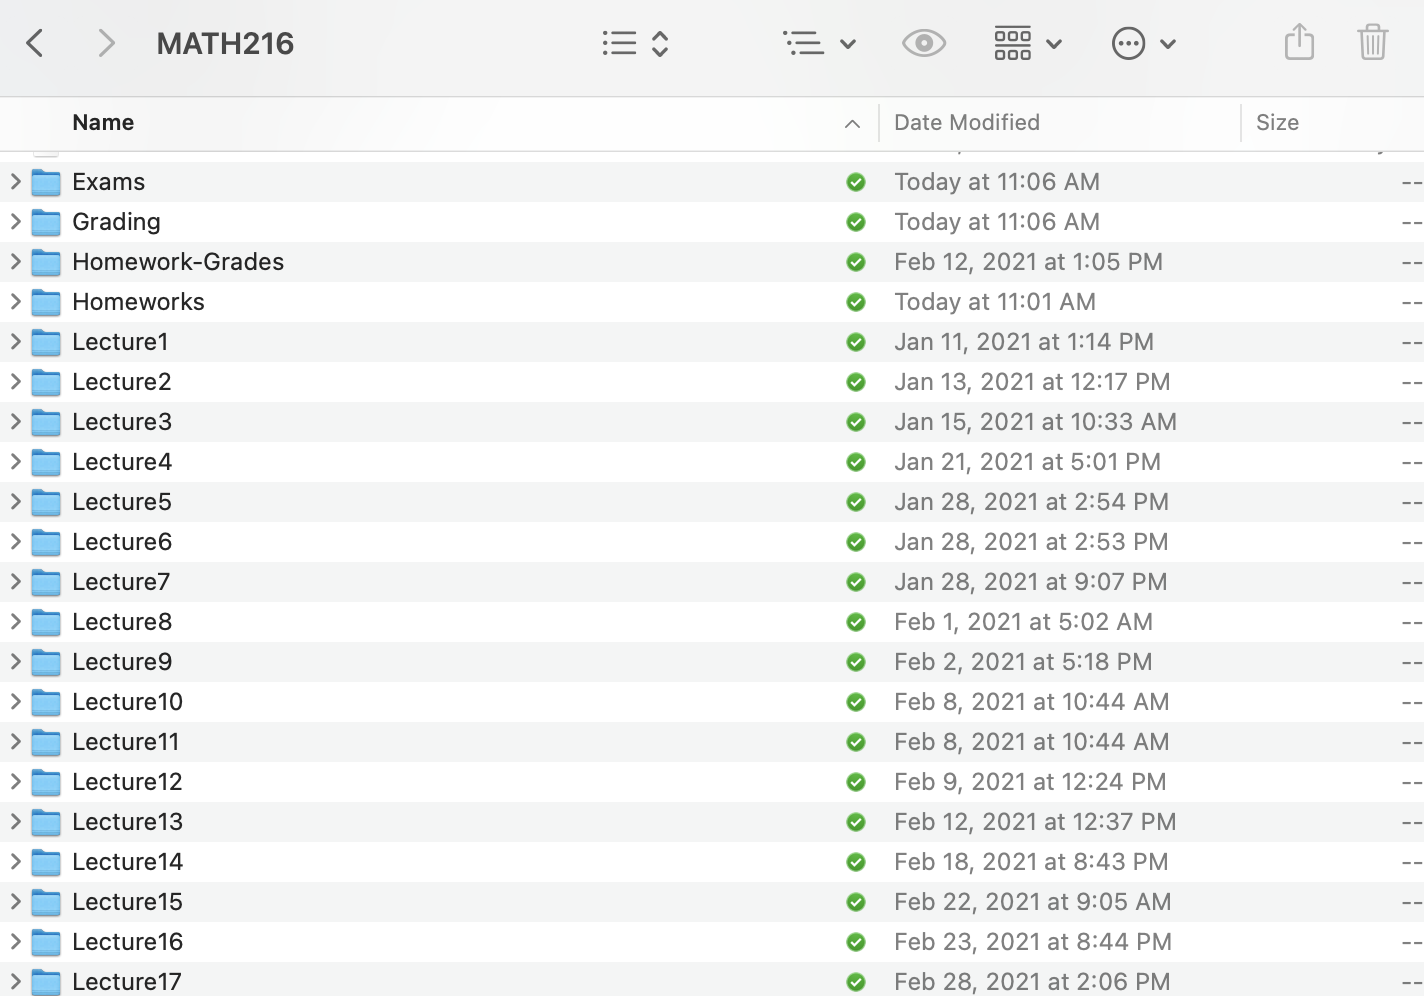 MATH216
Name Date Modified Size
Exams Today at 11:06 AM --
Grading Today at 11:06 AM --
Homework-Grades Feb 12, 2021 at 1:05 PM --
Homeworks Today at 11:01 AM --
Lecture1 Jan 11, 2021 at 1:14 PM --
Lecture2 Jan 13, 2021 at 12:17 PM --
Lecture3 Jan 15, 2021 at 10:33 AM --
Lecture4 Jan 21, 2021 at 5:01 PM --
Lecture5 Jan 28, 2021 at 2:54 PM --
Lecture6 Jan 28, 2021 at 2:53 PM --
Lecture7 Jan 28, 2021 at 9:07 PM --
Lecture8 Feb 1, 2021 at 5:02 AM --
Lecture9 Feb 2, 2021 at 5:18 PM --
Lecture10 Feb 8, 2021 at 10:44 AM --
Lecture11 Feb 8, 2021 at 10:44 AM --
Lecture12 Feb 9, 2021 at 12:24 PM --
Lecture13 Feb 12, 2021 at 12:37 PM --
Lecture14 Feb 18, 2021 at 8:43 PM --
Lecture15 Feb 22, 2021 at 9:05 AM --
Lecture16 Feb 23, 2021 at 8:44 PM --
Lecture17 Feb 28, 2021 at 2:06 PM --